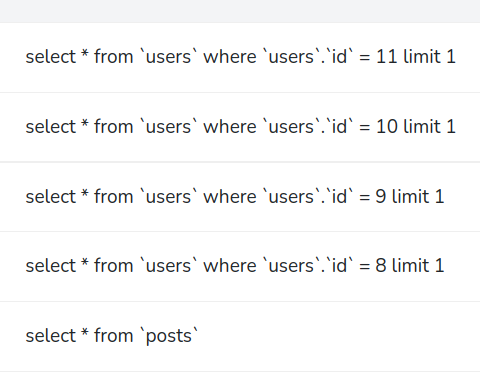 select * from `users` where `users`.`id` = 11 limit 1
select * from `users` where `users`.`id` = 10 limit 1
select * from `users` where `users`.`id` = 9 limit 1
select * from `users` where `users`.`id` = 8 limit 1
select * from `posts`